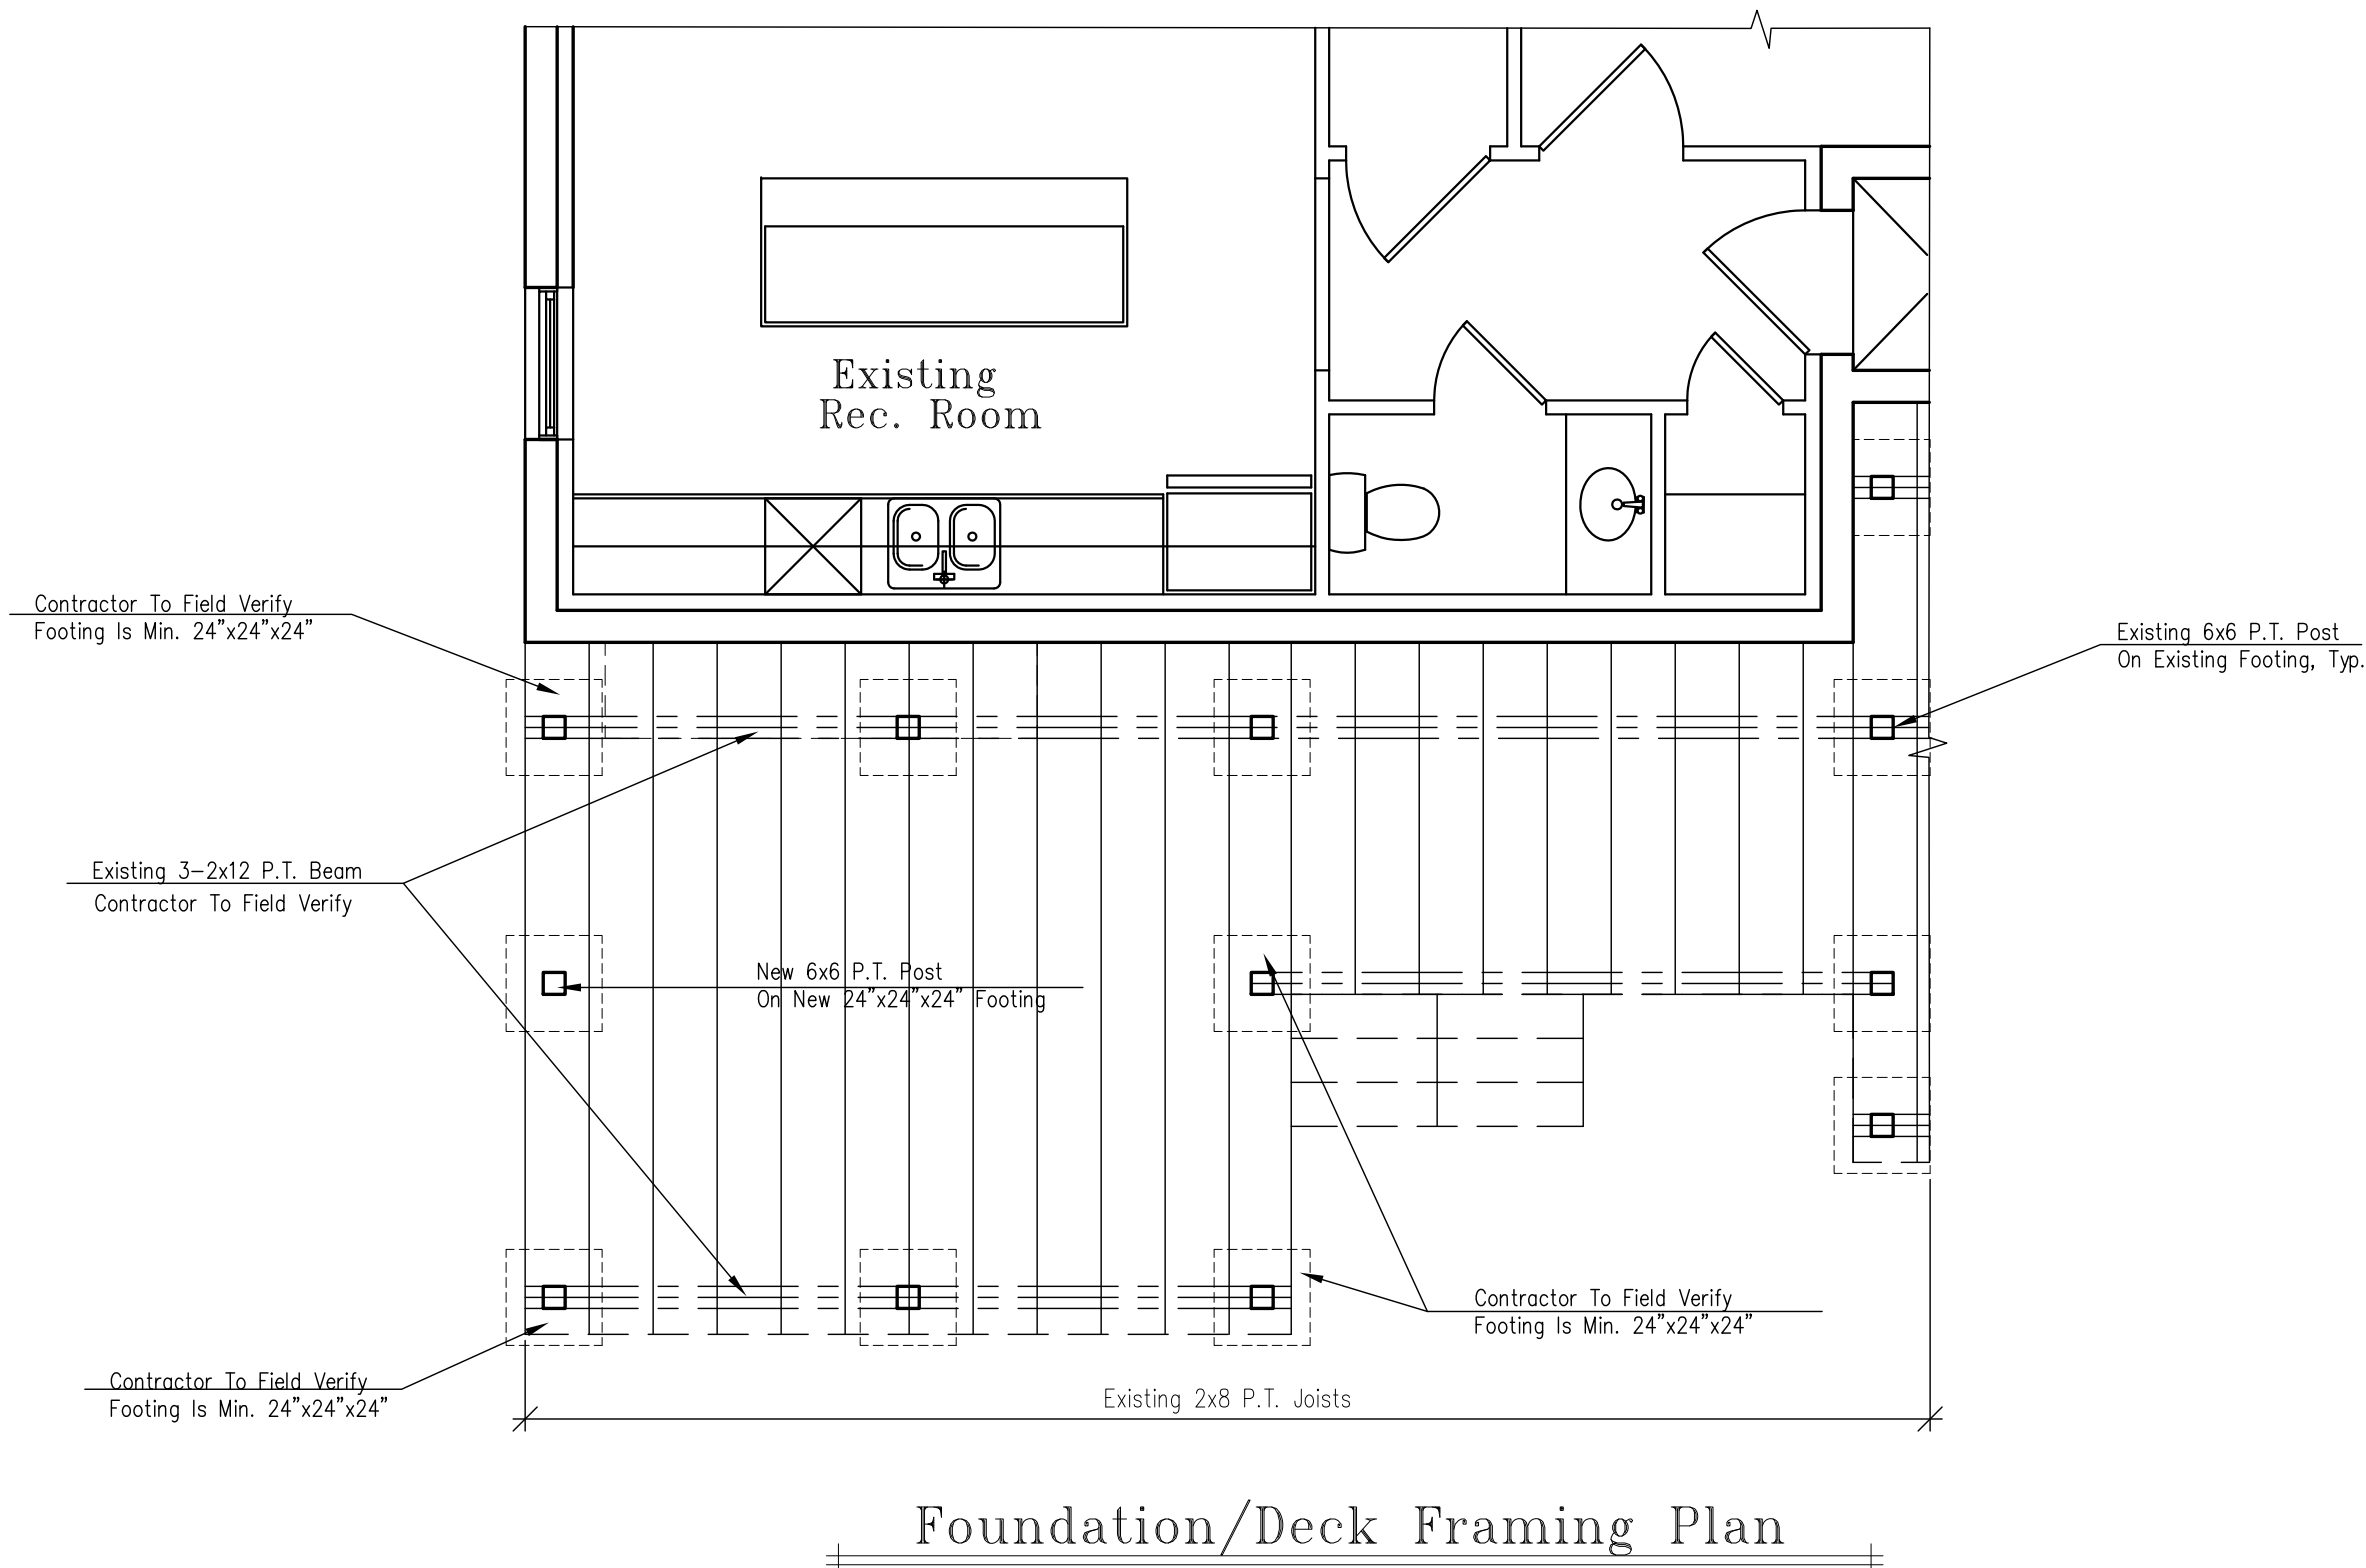 Existing
Rec. Room
Contractor To Field Verify
Footing Is Min. 24"x24"x24"
Existing 6x6 P.T. Post
On Existing Footing, Typ.
Existing 3-2x12 P.T. Beam
Contractor To Field Verify
New 6x6 P.T. Post
On New 24"x24"x24" Footing
Contractor To Field Verify
Footing Is Min. 24"x24"x24"
Contractor To Field Verify
Footing Is Min. 24"x24"x24"
Existing 2x8 P.T. Joists
Foundation/Deck Framing Plan